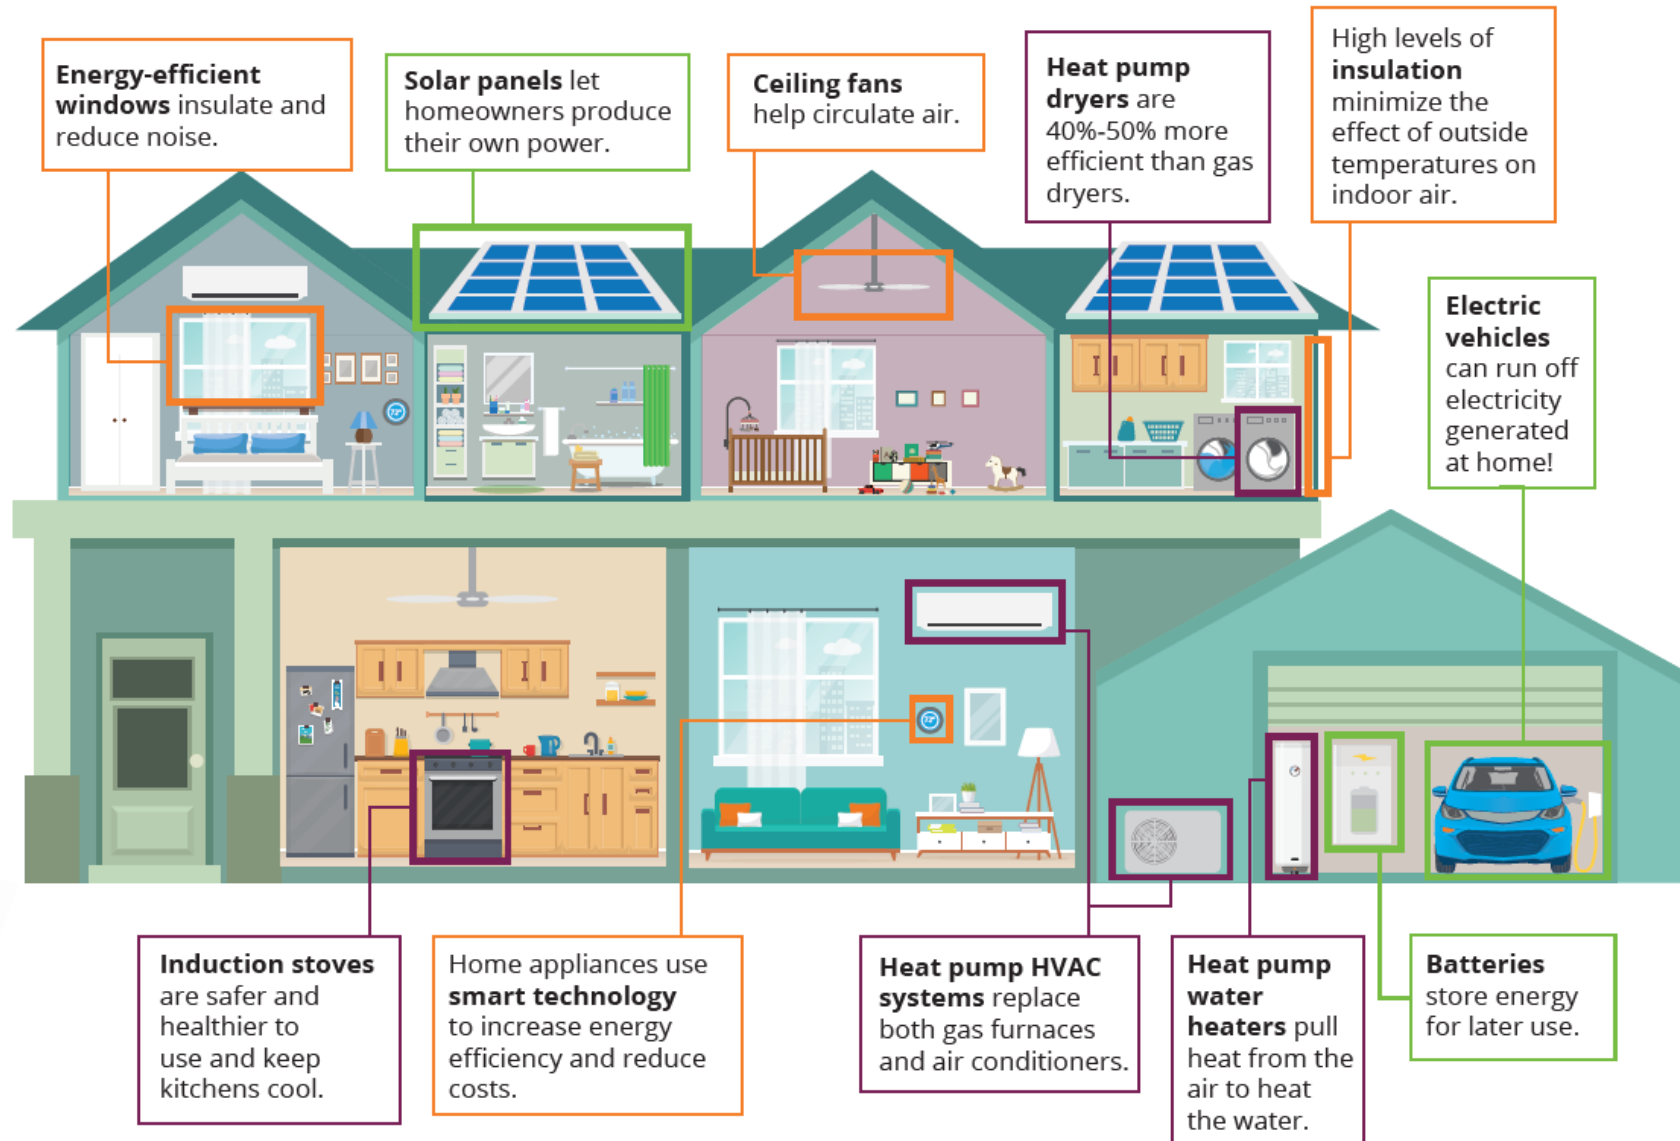 Energy-efficient
windows insulate and
reduce noise.
Solar panels let
homeowners produce
their own power.
Ceiling fans
help circulate air.
Heat pump
dryers are
40%-50% more
efficient than gas
dryers.
High levels of
insulation
minimize the
effect of outside
temperatures on
indoor air.
Electric
vehicles
can run off
electricity
generated
at home!
72°
72°
Induction stoves
are safer and
healthier to
use and keep
kitchens cool.
Home appliances use
smart technology
to increase energy
efficiency and reduce
costs.
Heat pump HVAC
systems replace
both gas furnaces
and air conditioners.
Heat pump
water
heaters pull
heat from the
air to heat
the water.
Batteries
store energy
for later use.